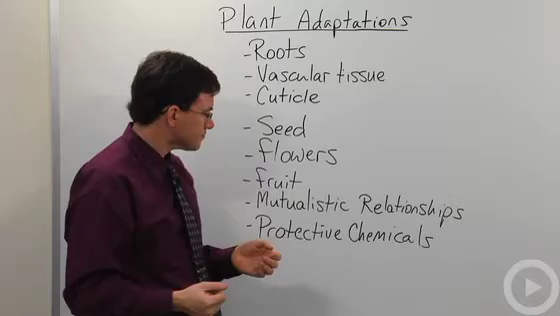 Plant Adaptations
- Roots
- Vascular tissue
- Cuticle
- Seed
- flowers
- fruit
- Mutualistic Relationships
- Protective Chemicals